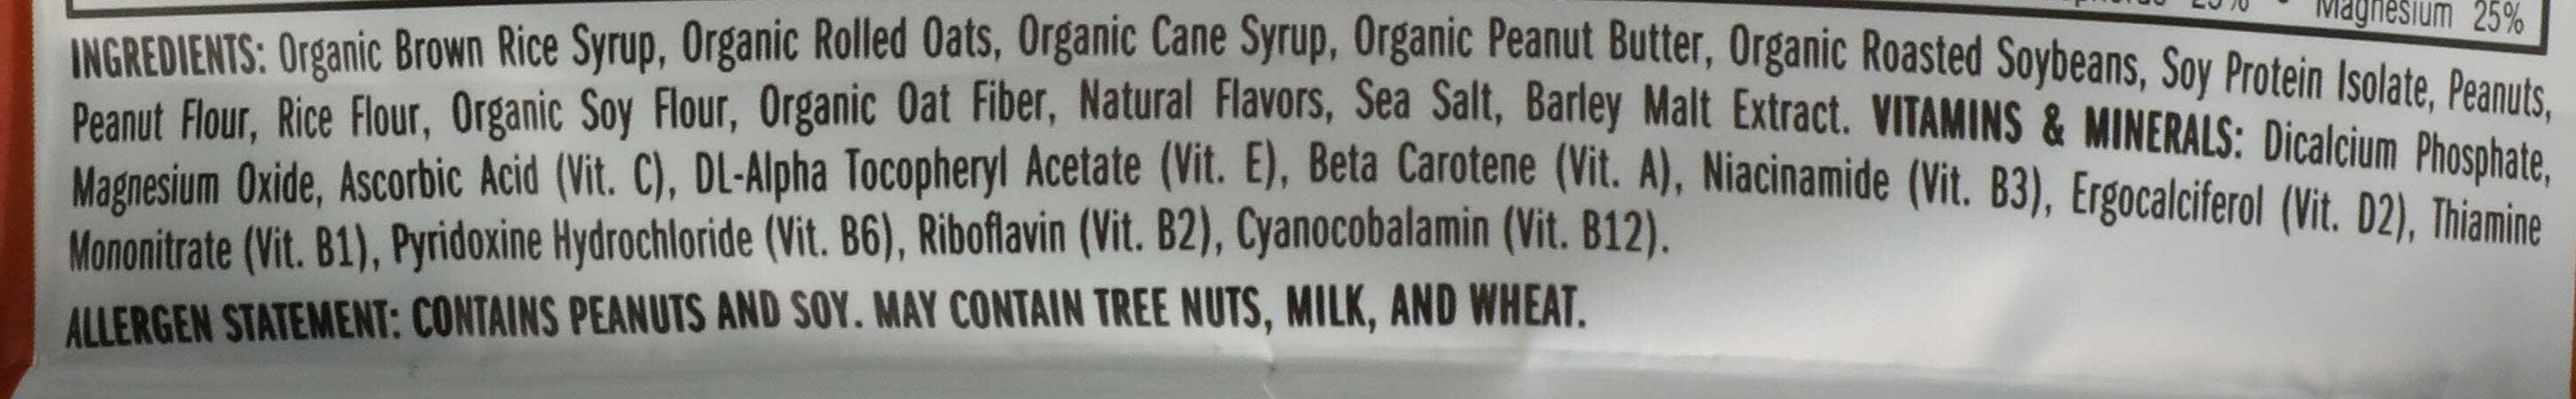 Magnesium 25%
INGREDIENTS: Organic Brown Rice Syrup, Organic Rolled Oats, Organic Cane Syrup, Organic Peanut Butter, Organic Roasted Soybeans, Soy Protein Isolate, Peanuts,
Peanut Flour, Rice Flour, Organic Soy Flour, Organic Oat Fiber, Natural Flavors, Sea Salt, Barley Malt Extract. VITAMINS & MINERALS: Dicalcium Phosphate,
Magnesium Oxide, Ascorbic Acid (Vit. C), DL-Alpha Tocopheryl Acetate (Vit. E), Beta Carotene (Vit. A), Niacinamide (Vit. B3), Ergocalciferol (Vit. D2), Thiamine
Mononitrate (Vit. B1), Pyridoxine Hydrochloride (Vit. B6), Riboflavin (Vit. B2), Cyanocobalamin (Vit. B12).
ALLERGEN STATEMENT: CONTAINS PEANUTS AND SOY. MAY CONTAIN TREE NUTS, MILK, AND WHEAT.